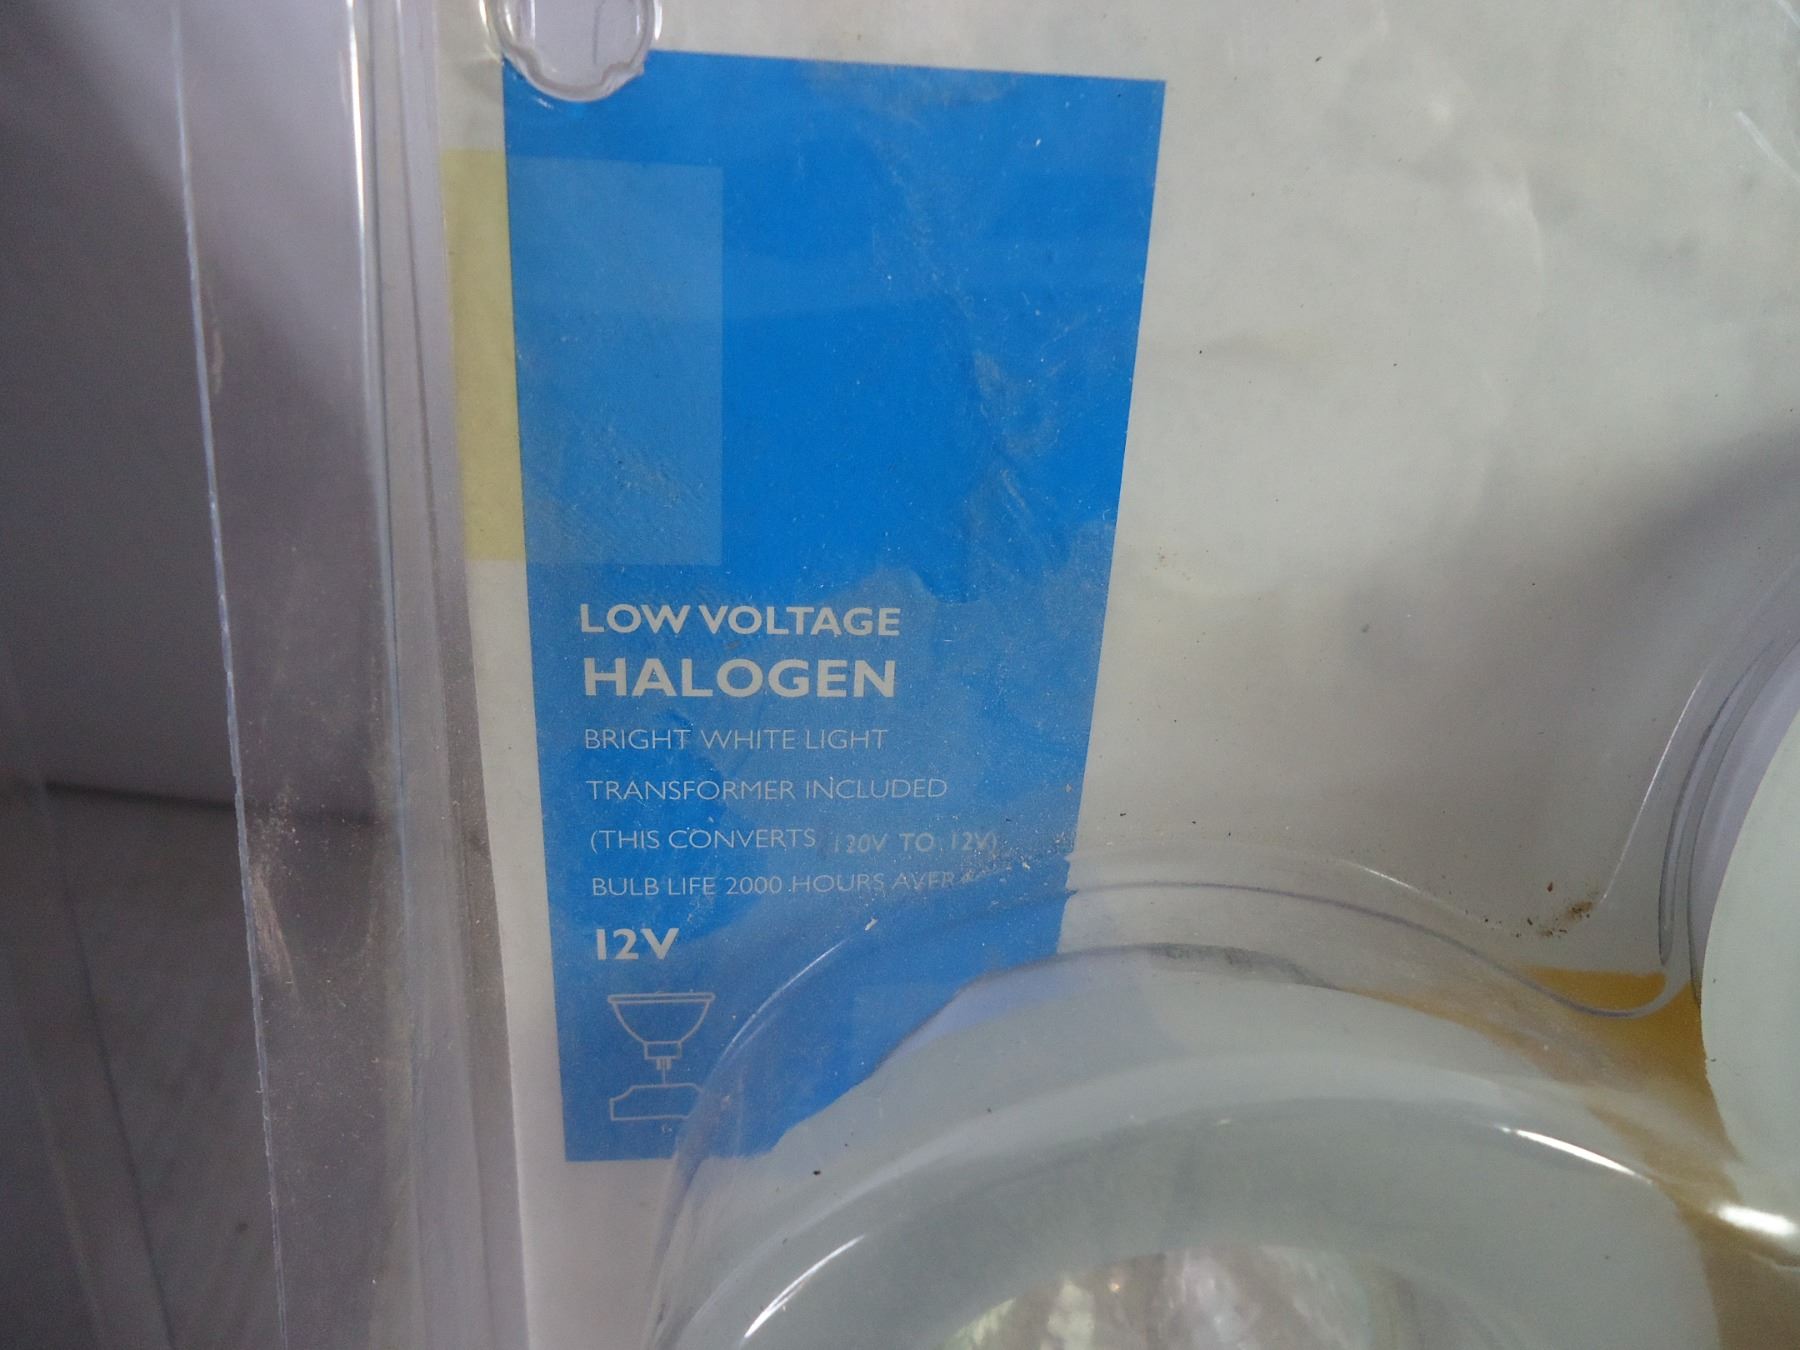 LOW VOLTAGE
HALOGEN
BRIGHT WHITE LIGHT
TRANSFORMER INCLUDED
(THIS CONVERTS 120V TO 12V)
BULB LIFE 2000 HOURS
12V